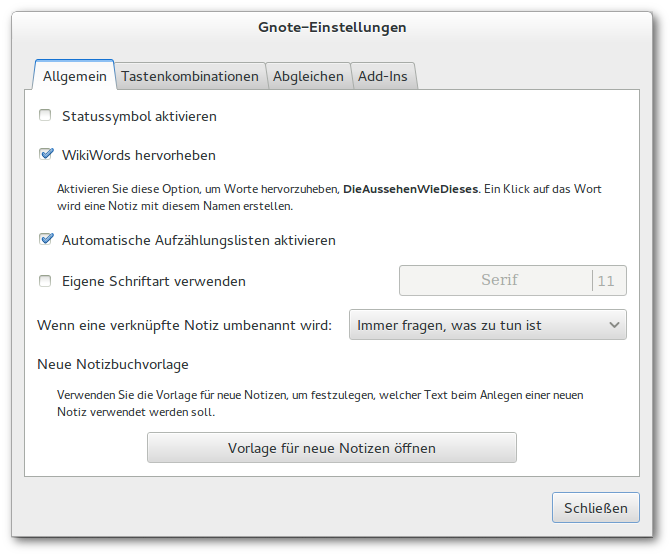 Gnote-Einstellungen
Allgemein Tastenkombinationen Abgleichen Add-Ins
Statussymbol aktivieren
WikiWords hervorheben
Aktivieren Sie diese Option, um Worte hervorzuheben, DieAussehenWieDieses. Ein Klick auf das Wort
wird eine Notiz mit diesem Namen erstellen.
Automatische Aufzählungslisten aktivieren
Eigene Schriftart verwenden Serif 11
Wenn eine verknüpfte Notiz umbenannt wird: Immer fragen, was zu tun ist
Neue Notizbuchvorlage
Verwenden Sie die Vorlage für neue Notizen, um festzulegen, welcher Text beim Anlegen einer neuen
Notiz verwendet werden soll.
Vorlage für neue Notizen öffnen
Schließen